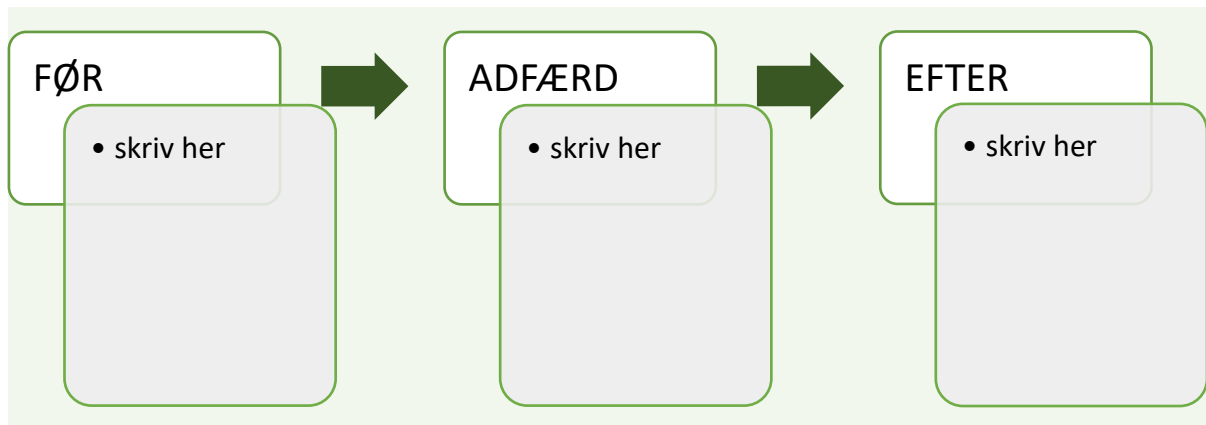 FØR
• skriv her
ADFÆRD
• skriv her
EFTER
• skriv her